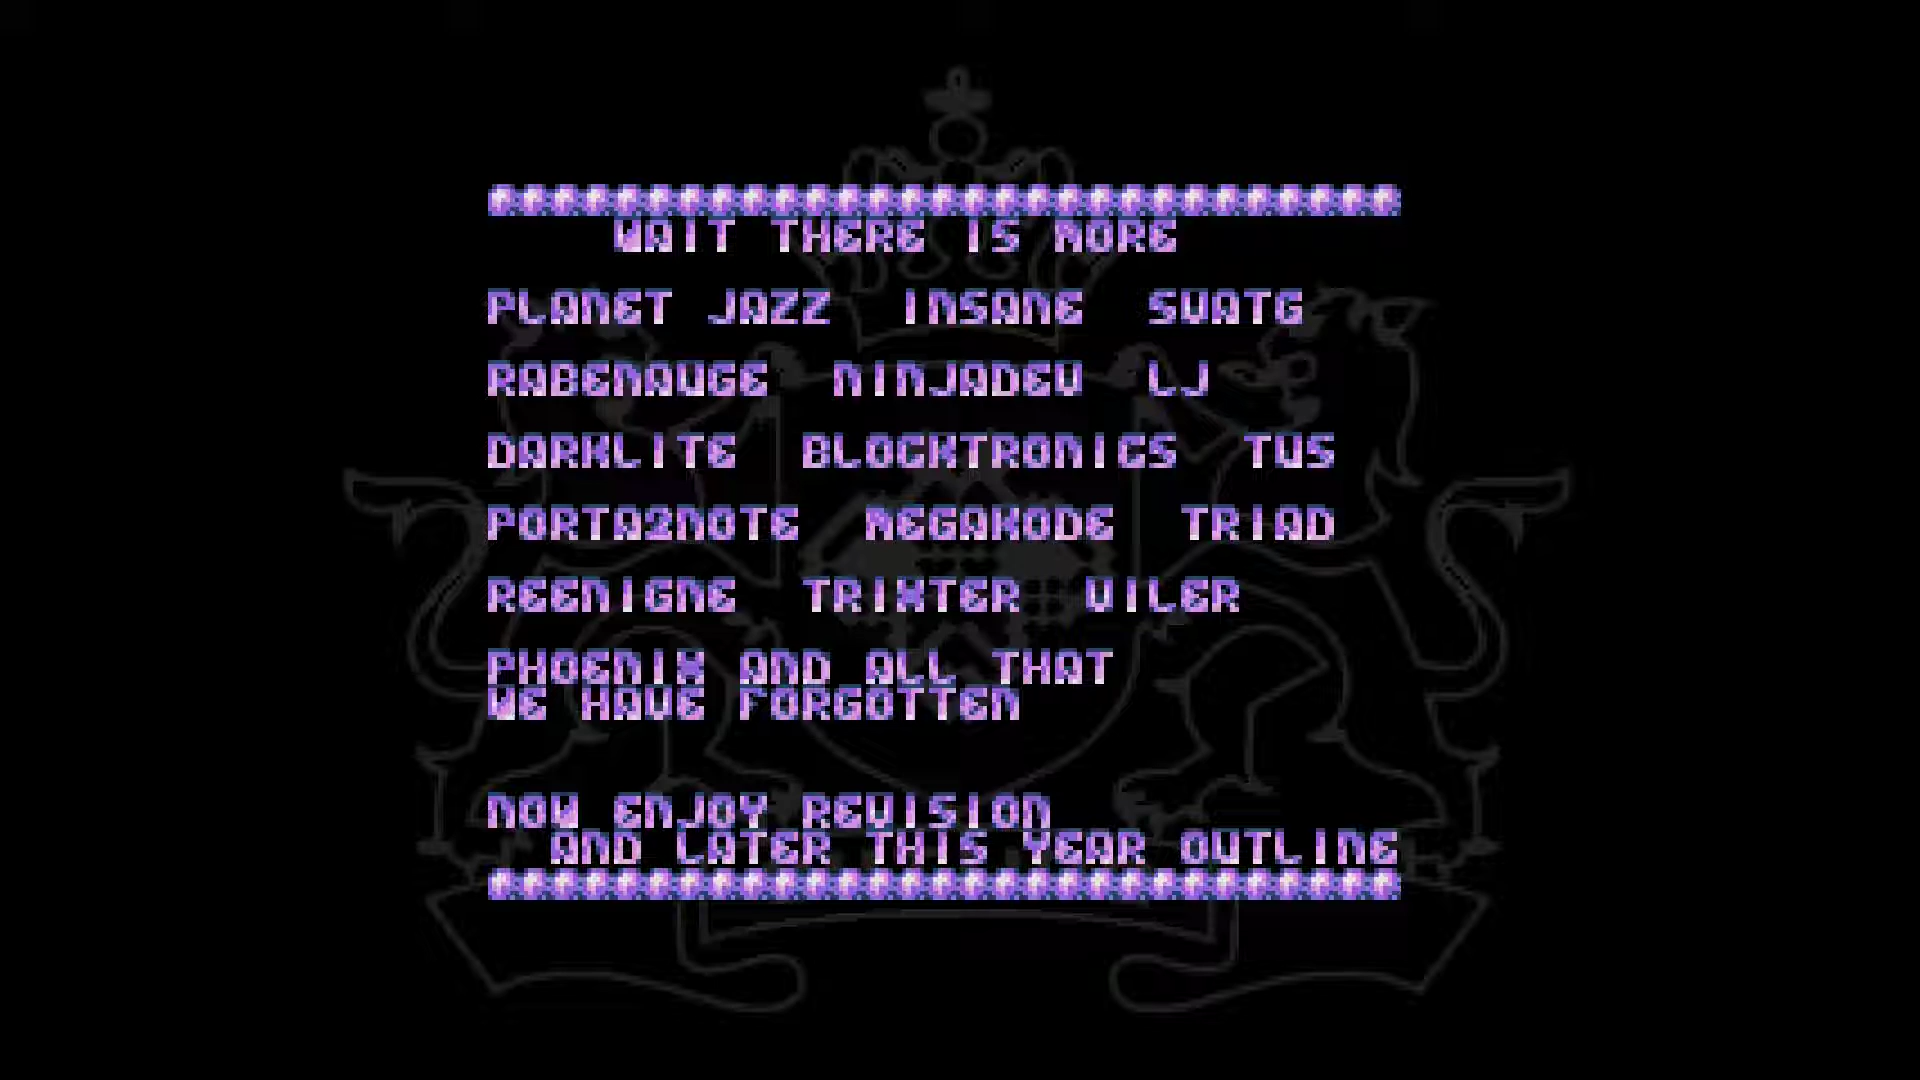 WAIT THERE IS MORE
PLANET JAZZ INSANE SVATG
RABENAUGE NINJADEV LJ
DARKLITE BLOCKTRONICS TUS
PORTA2NOTE MEGAKODE TRIAD
REENIGNE TRIXTER VILER
PHOENIX AND ALL THAT
WE HAVE FORGOTTEN
NOW ENJOY REVISION
AND LATER THIS YEAR OUTLINE